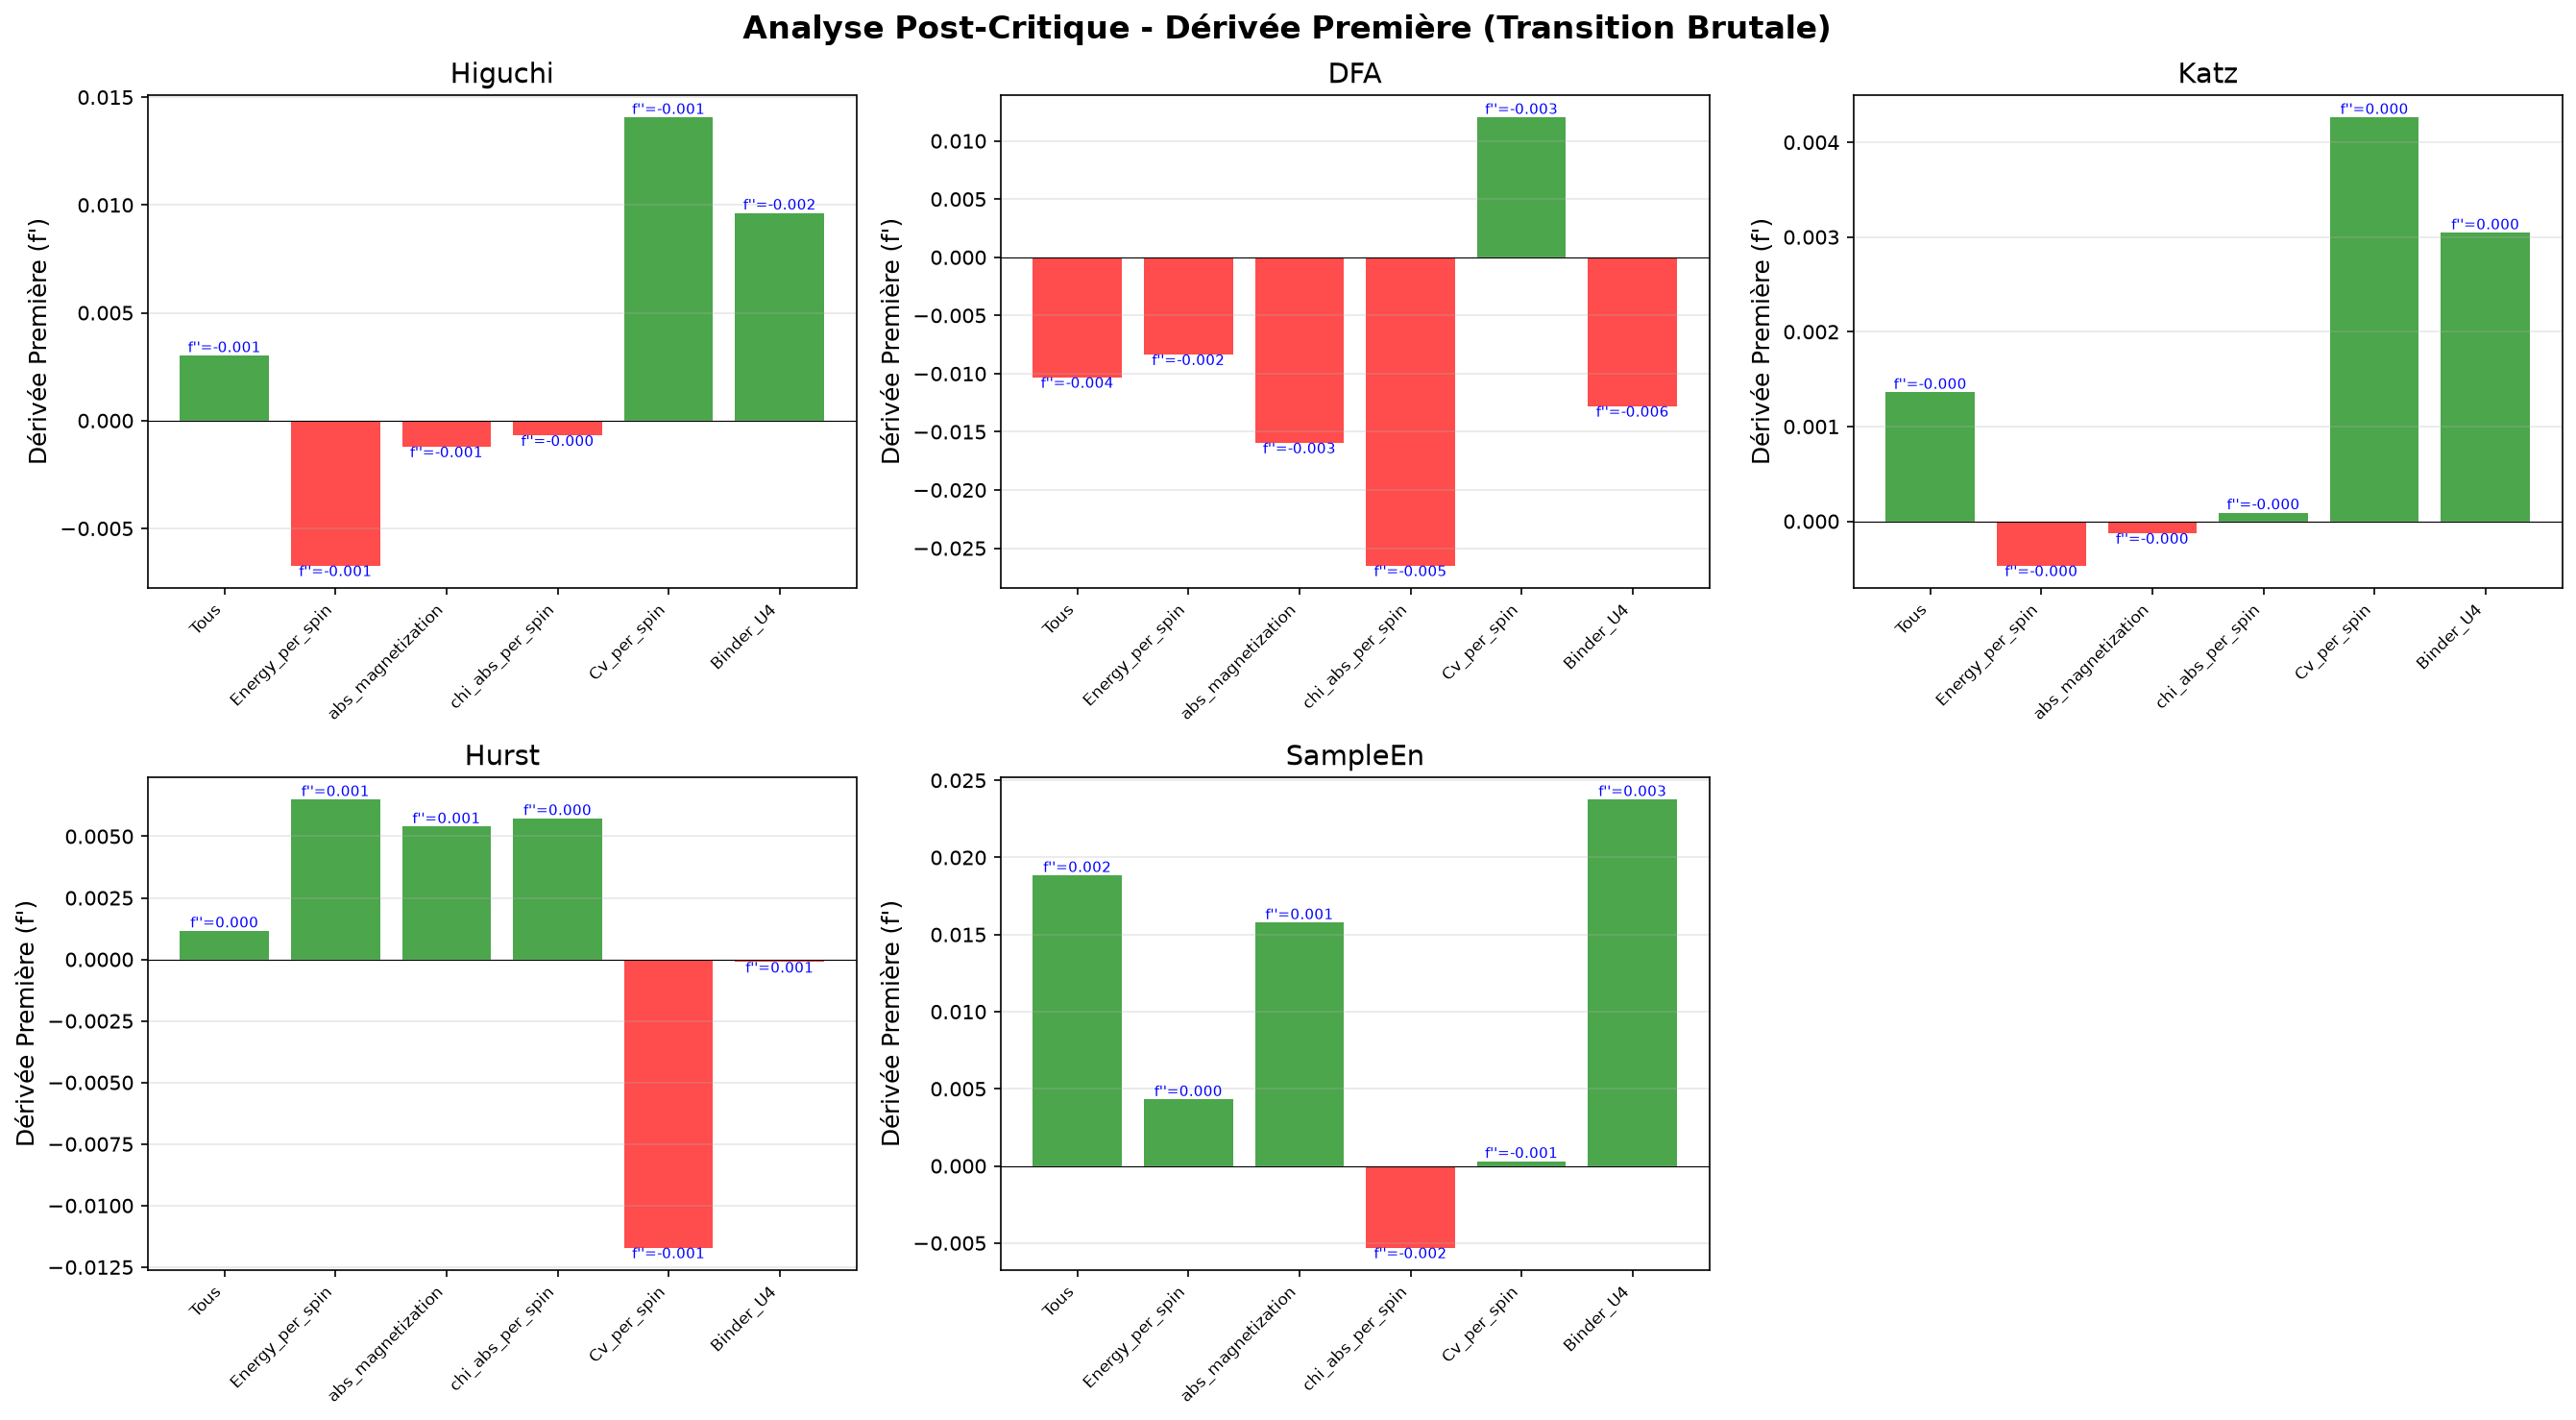 Analyse Post-Critique - Dérivée Première (Transition Brutale)
Higuchi
Dérivée Première (f')
0.015
0.010
0.005
0.000
−0.005
f''=-0.001
f''=-0.001
f''=-0.001
f''=-0.000
f''=-0.001
f''=-0.002
Tous
Energy_per_spin
abs_magnetization
chi_abs_per_spin
Cv_per_spin
Binder_U4
DFA
Dérivée Première (f')
0.010
0.005
0.000
−0.005
−0.010
−0.015
−0.020
−0.025
f''=-0.004
f''=-0.002
f''=-0.003
f''=-0.005
f''=-0.003
f''=-0.006
Tous
Energy_per_spin
abs_magnetization
chi_abs_per_spin
Cv_per_spin
Binder_U4
Katz
Dérivée Première (f')
0.004
0.003
0.002
0.001
0.000
f''=-0.000
f''=-0.000
f''=-0.000
f''=-0.000
f''=0.000
f''=0.000
Tous
Energy_per_spin
abs_magnetization
chi_abs_per_spin
Cv_per_spin
Binder_U4
Hurst
Dérivée Première (f')
0.0050
0.0025
0.0000
−0.0025
−0.0050
−0.0075
−0.0100
−0.0125
f''=0.000
f''=0.001
f''=0.001
f''=0.000
f''=-0.001
f''=0.001
Tous
Energy_per_spin
abs_magnetization
chi_abs_per_spin
Cv_per_spin
Binder_U4
SampleEn
Dérivée Première (f')
0.025
0.020
0.015
0.010
0.005
0.000
−0.005
f''=0.002
f''=0.000
f''=0.001
f''=-0.002
f''=-0.001
f''=0.003
Tous
Energy_per_spin
abs_magnetization
chi_abs_per_spin
Cv_per_spin
Binder_U4